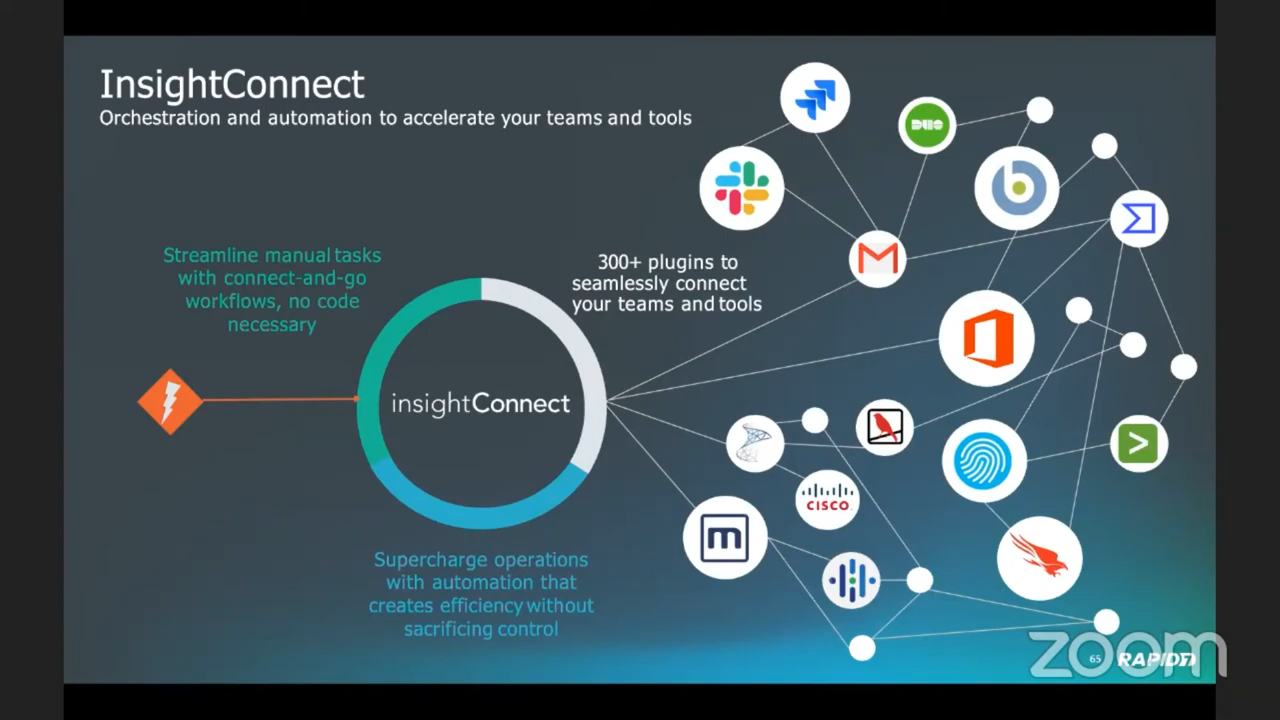 InsightConnect
Orchestration and automation to accelerate your teams and tools
Streamline manual tasks
with connect-and-go
workflows, no code
necessary
300+ plugins to
seamlessly connect
your teams and tools
insightConnect
Supercharge operations
with automation that
creates efficiency without
sacrificing control
DUO
CISCO
m
65
RAPID7
zoom